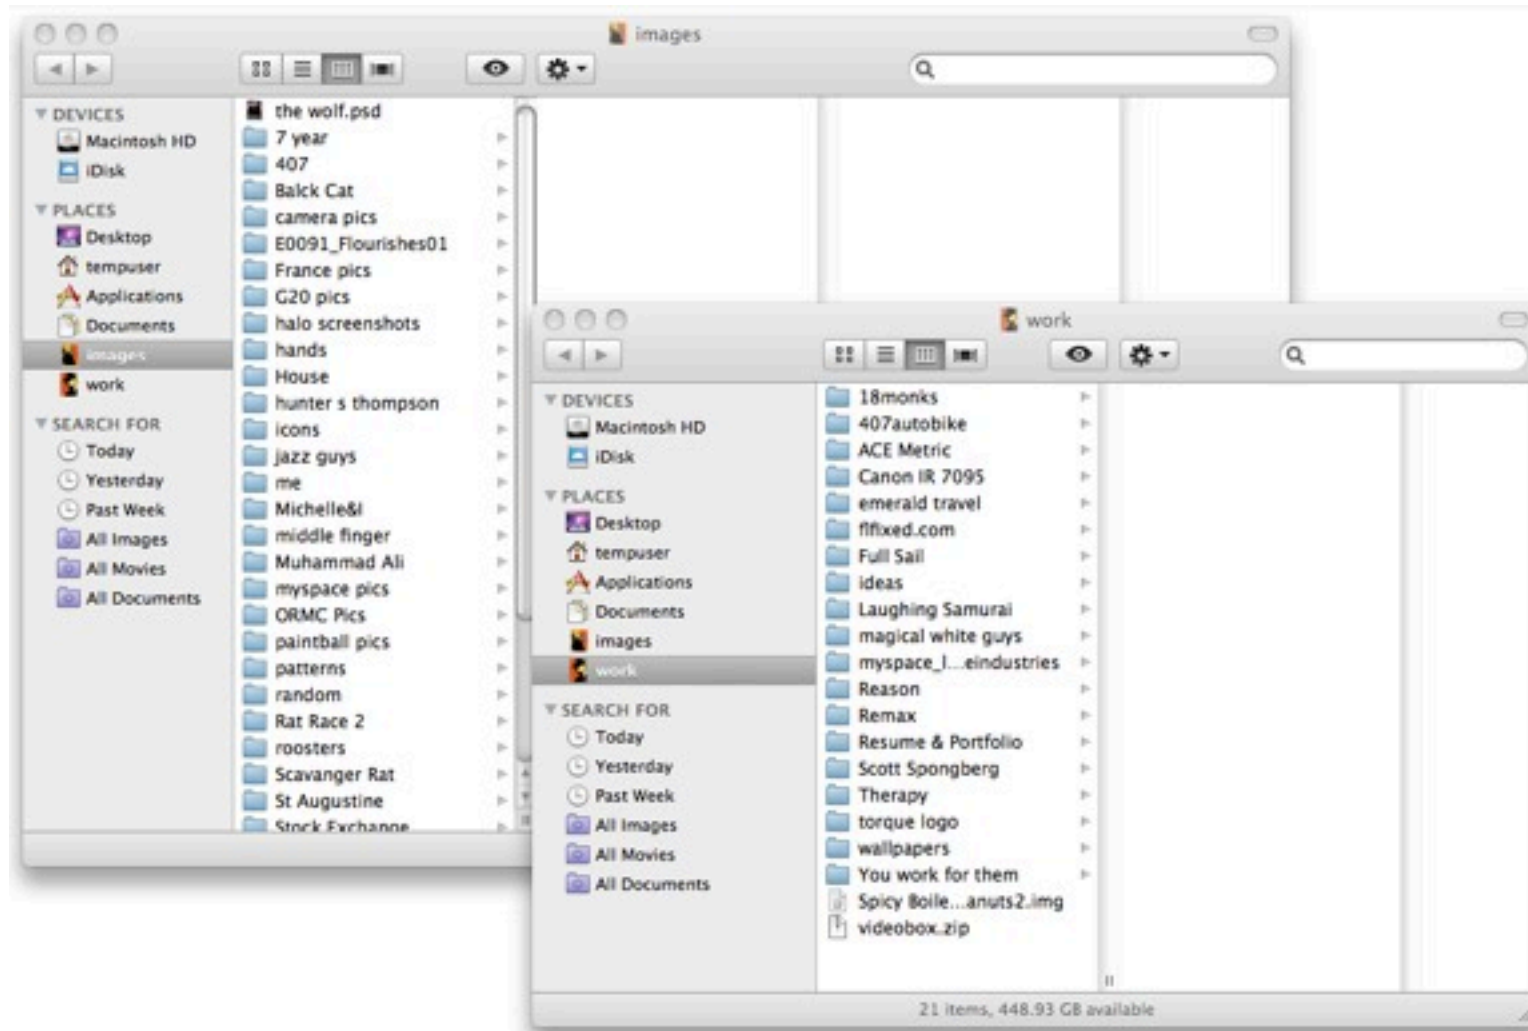 images
DEVICES
Macintosh HD
iDisk
PLACES
Desktop
tempuser
Applications
Documents
images
work
SEARCH FOR
Today
Yesterday
Past Week
All Images
All Movies
All Documents
the wolf.psd
7 year
407
Balck Cat
camera pics
E0091_Flourishes01
France pics
G20 pics
halo screenshots
hands
House
hunter s thompson
icons
jazz guys
me
Michelle&I
middle finger
Muhammad Ali
myspace pics
ORMC Pics
paintball pics
patterns
random
Rat Race 2
roosters
Scavanger Rat
St Augustine
Stock Exchange
work
DEVICES
Macintosh HD
iDisk
PLACES
Desktop
tempuser
Applications
Documents
images
work
SEARCH FOR
Today
Yesterday
Past Week
All Images
All Movies
All Documents
18monks
407autobike
ACE Metric
Canon IR 7095
emerald travel
flfixed.com
Full Sail
ideas
Laughing Samurai
magical white guys
myspace_l...eindustries
Reason
Remax
Resume & Portfolio
Scott Spongberg
Therapy
torque logo
wallpapers
You work for them
Spicy Boile...anuts2.img
videobox.zip
21 items, 448.93 GB available